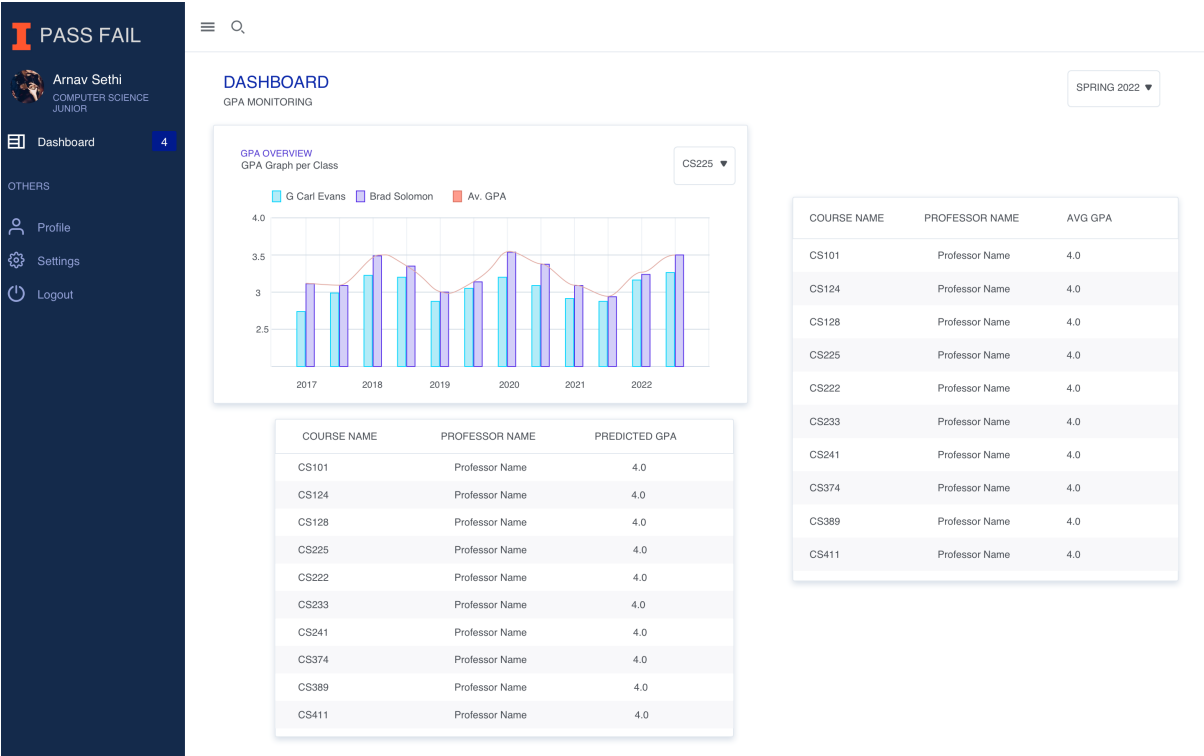 PASS FAIL
Arnav Sethi
COMPUTER SCIENCE
JUNIOR
Dashboard 4
OTHERS
Profile
Settings
Logout
DASHBOARD
GPA MONITORING
SPRING 2022
GPA OVERVIEW
GPA Graph per Class
CS225
G Carl Evans Brad Solomon Av. GPA
4.0
3.5
3
2.5
2017 2018 2019 2020 2021 2022
COURSE NAME PROFESSOR NAME PREDICTED GPA
CS101 Professor Name 4.0
CS124 Professor Name 4.0
CS128 Professor Name 4.0
CS225 Professor Name 4.0
CS222 Professor Name 4.0
CS233 Professor Name 4.0
CS241 Professor Name 4.0
CS374 Professor Name 4.0
CS389 Professor Name 4.0
CS411 Professor Name 4.0
COURSE NAME PROFESSOR NAME AVG GPA
CS101 Professor Name 4.0
CS124 Professor Name 4.0
CS128 Professor Name 4.0
CS225 Professor Name 4.0
CS222 Professor Name 4.0
CS233 Professor Name 4.0
CS241 Professor Name 4.0
CS374 Professor Name 4.0
CS389 Professor Name 4.0
CS411 Professor Name 4.0